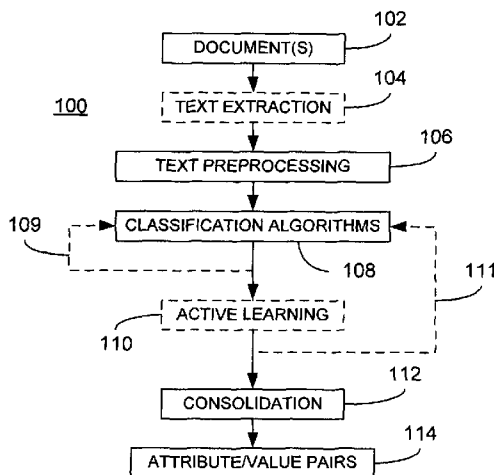 102
DOCUMENT(S)
104
100
TEXT EXTRACTION
106
TEXT PREPROCESSING
109
CLASSIFICATION ALGORITHMS
108
111
ACTIVE LEARNING
110
112
CONSOLIDATION
114
ATTRIBUTE/VALUE PAIRS